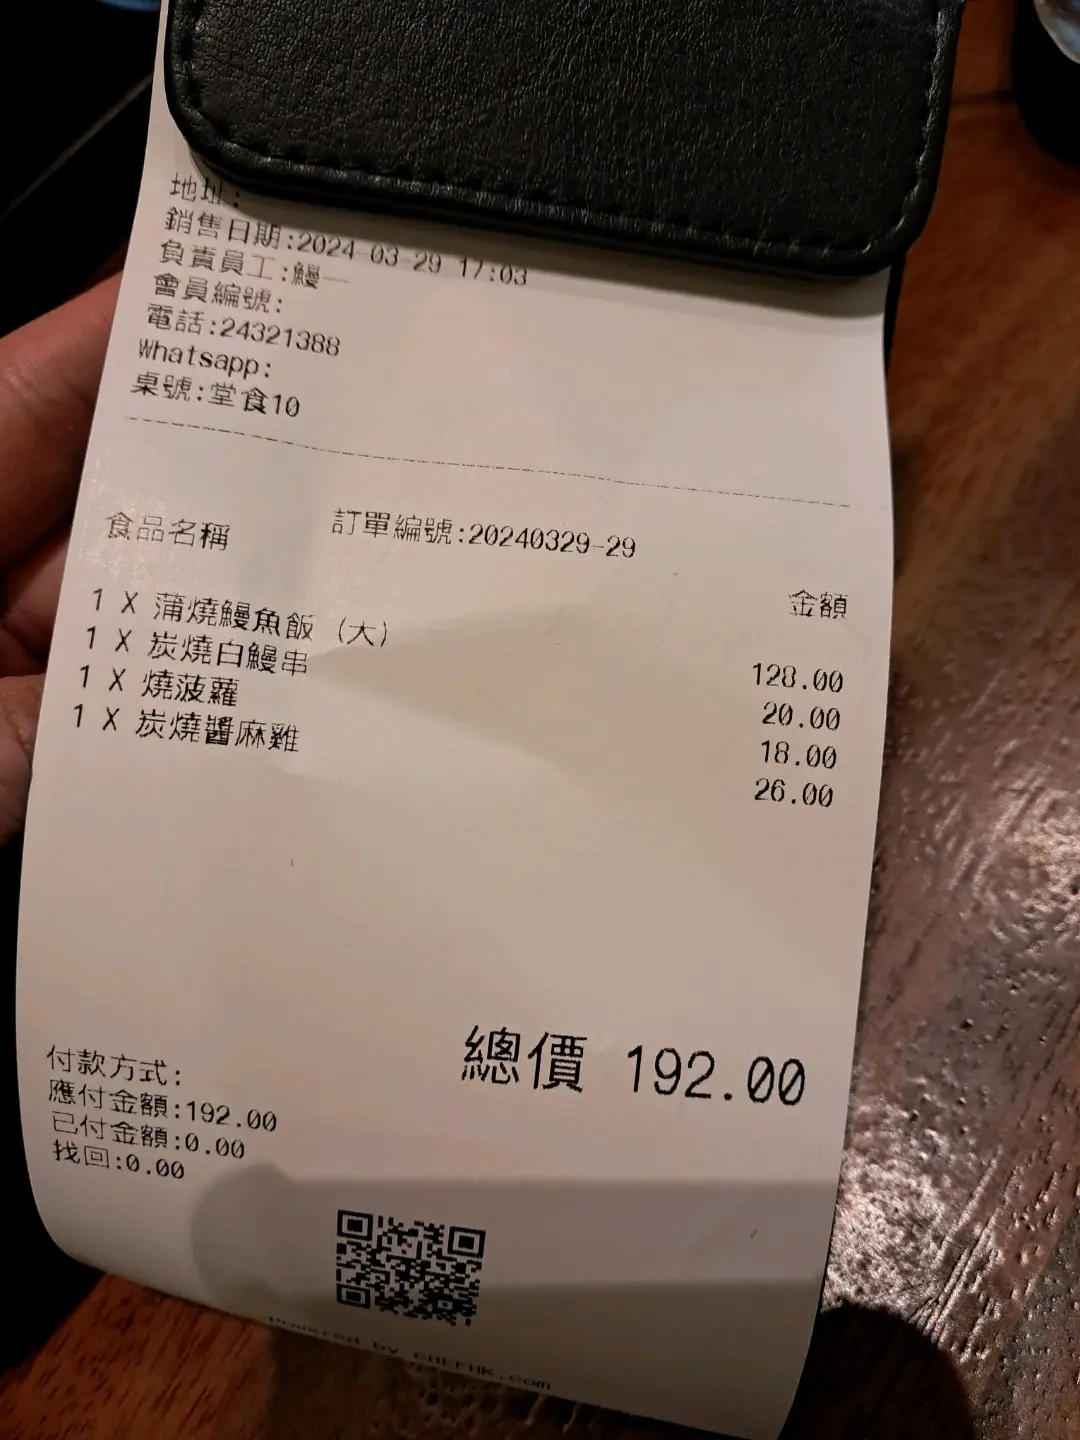 地址:
銷售日期:2024-03-29 17:03
負責員工:鰻一
會員編號:
電話:24321388
Whatsapp:
桌號:堂食10
訂單編號:20240329-29
食品名稱
金額
1 X 蒲燒鰻魚飯 (大) 128.00
1 X 炭燒白鰻串 20.00
1 X 燒菠蘿 18.00
1 X 炭燒醬麻雞 26.00
總價 192.00
付款方式:
應付金額:192.00
已付金額:0.00
找回:0.00
Powered by CHEFHK.com